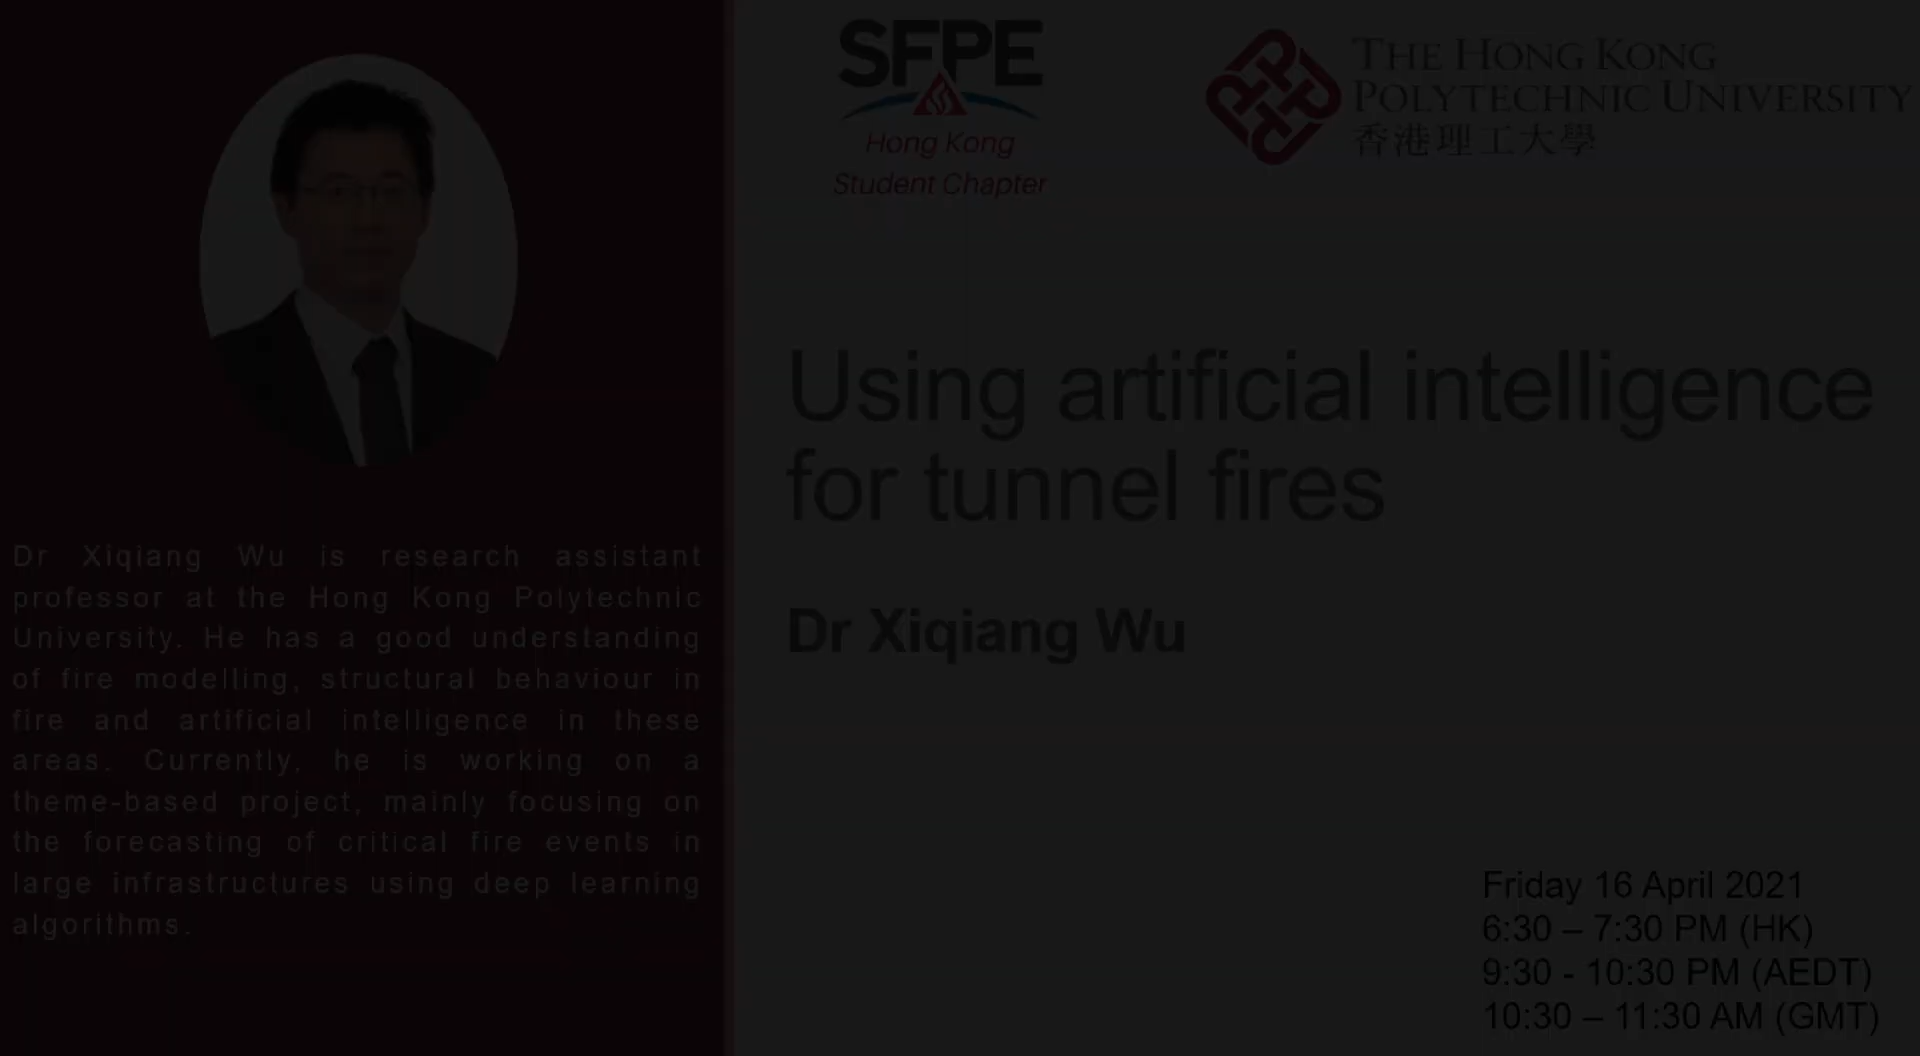 SFPE
Hong Kong
Student Chapter
THE HONG KONG
POLYTECHNIC UNIVERSITY
香港理工大學
Using artificial intelligence
for tunnel fires
Dr Xiqiang Wu
Dr Xiqiang Wu is research assistant
professor at the Hong Kong Polytechnic
University. He has a good understanding
of fire modelling, structural behaviour in
fire and artificial intelligence in these
areas. Currently, he is working on a
theme-based project, mainly focusing on
the forecasting of critical fire events in
large infrastructures using deep learning
algorithms.
Friday 16 April 2021
6:30 – 7:30 PM (HK)
9:30 - 10:30 PM (AEDT)
10:30 – 11:30 AM (GMT)